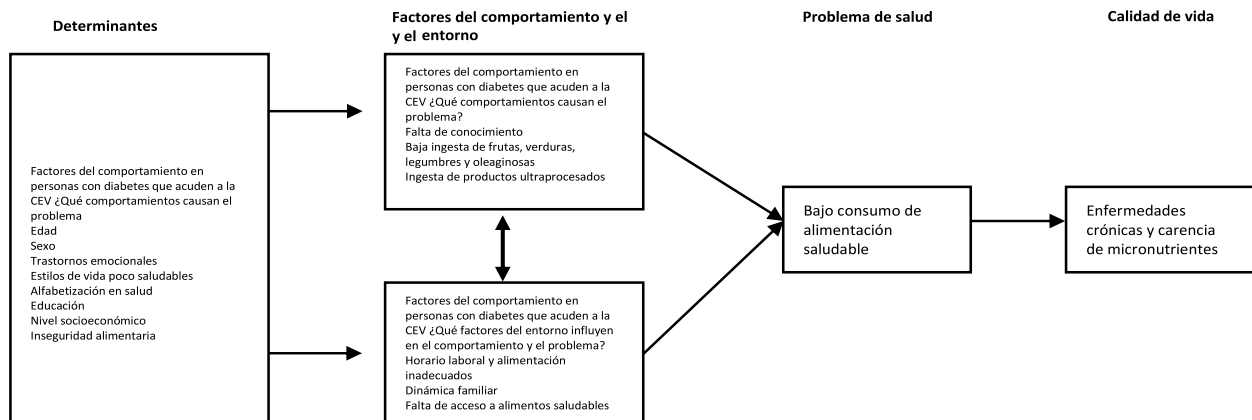 Determinantes
Factores del comportamiento en
personas con diabetes que acuden a la
CEV ¿Qué comportamientos causan el
problema
Edad
Sexo
Trastornos emocionales
Estilos de vida poco saludables
Alfabetización en salud
Educación
Nivel socioeconómico
Inseguridad alimentaria
Factores del comportamiento y el
y el entorno
Factores del comportamiento en
personas con diabetes que acuden a la
CEV ¿Qué comportamientos causan el
problema?
Falta de conocimiento
Baja ingesta de frutas, verduras,
legumbres y oleaginosas
Ingesta de productos ultraprocesados
Factores del comportamiento en
personas con diabetes que acuden a la
CEV ¿Qué factores del entorno influyen
en el comportamiento y el problema?
Horario laboral y alimentación
inadecuados
Dinámica familiar
Falta de acceso a alimentos saludables
Problema de salud
Bajo consumo de
alimentación
saludable
Calidad de vida
Enfermedades
crónicas y carencia
de micronutrientes